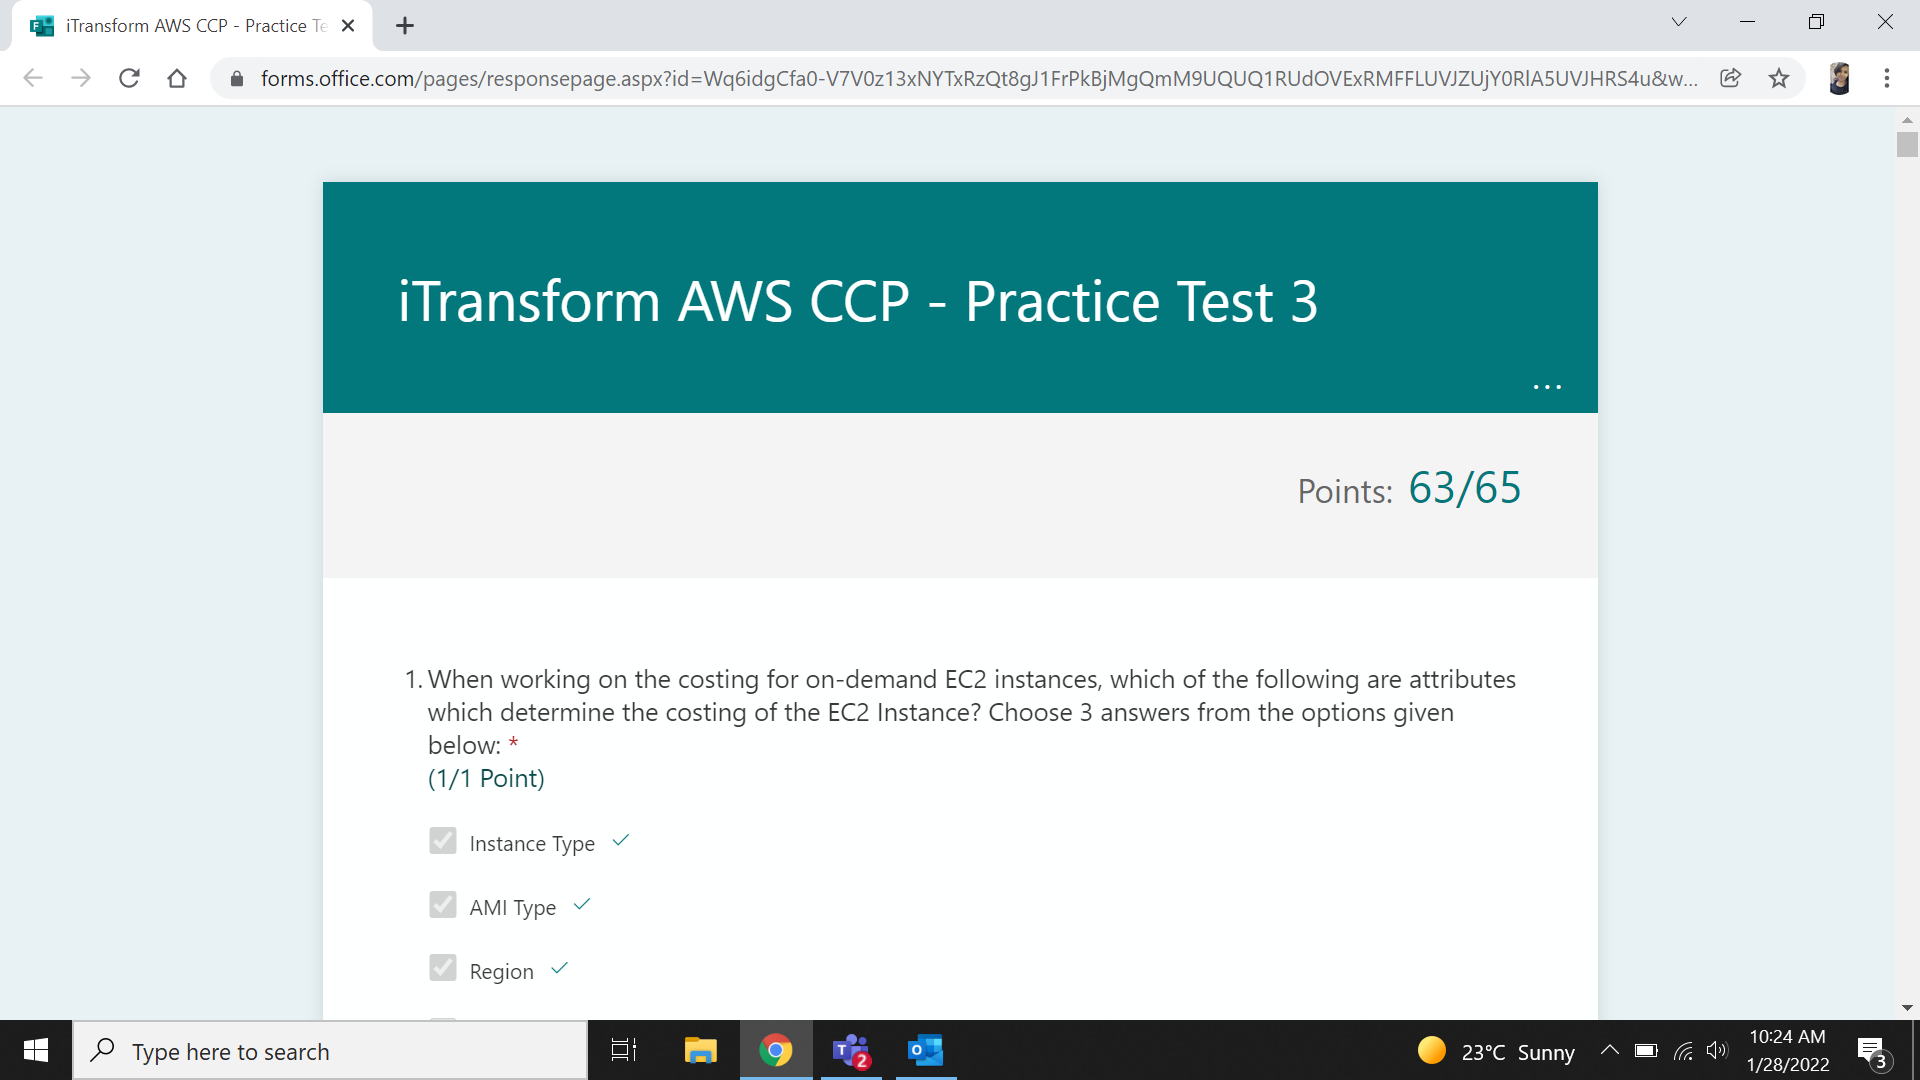 iTransform AWS CCP - Practice Te
forms.office.com/pages/responsepage.aspx?id=Wq6idgCfa0-V7V0z13xNYTxRzQt8gJ1FrPkBjMgQmM9UQUQ1RUdOVExRMFFLUVJZUjY0RlA5UVJHRS4u&w...
iTransform AWS CCP - Practice Test 3
...
Points: 63/65
1. When working on the costing for on-demand EC2 instances, which of the following are attributes
which determine the costing of the EC2 Instance? Choose 3 answers from the options given
below: *
(1/1 Point)
Instance Type
AMI Type
Region
Type here to search
2
23°C Sunny
10:24 AM
1/28/2022
3